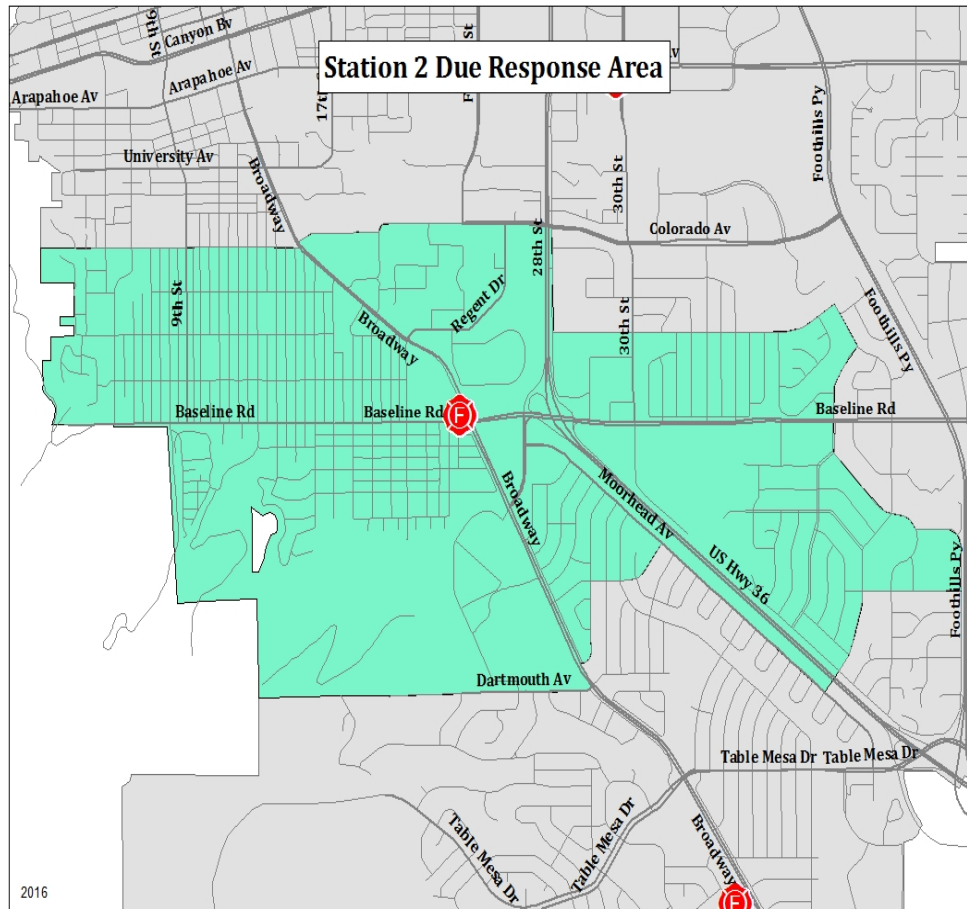 9th St
Canyon Bv
Station 2 Due Response Area
Arapahoe Av
Arapahoe Av
17th
St
Av
Foothills Py
University Av
Broadway
30th St
28th St
Colorado Av
9th St
Regent Dr
Broadway
30th St
Foothills Py
Baseline Rd
Baseline Rd
F
Baseline Rd
Broadway
Moorhead Av
US Hwy 36
Foothills Py
Dartmouth Av
Table Mesa Dr
Table Mesa Dr
Table Mesa Dr
Table Mesa Dr
Broadway
2016
F